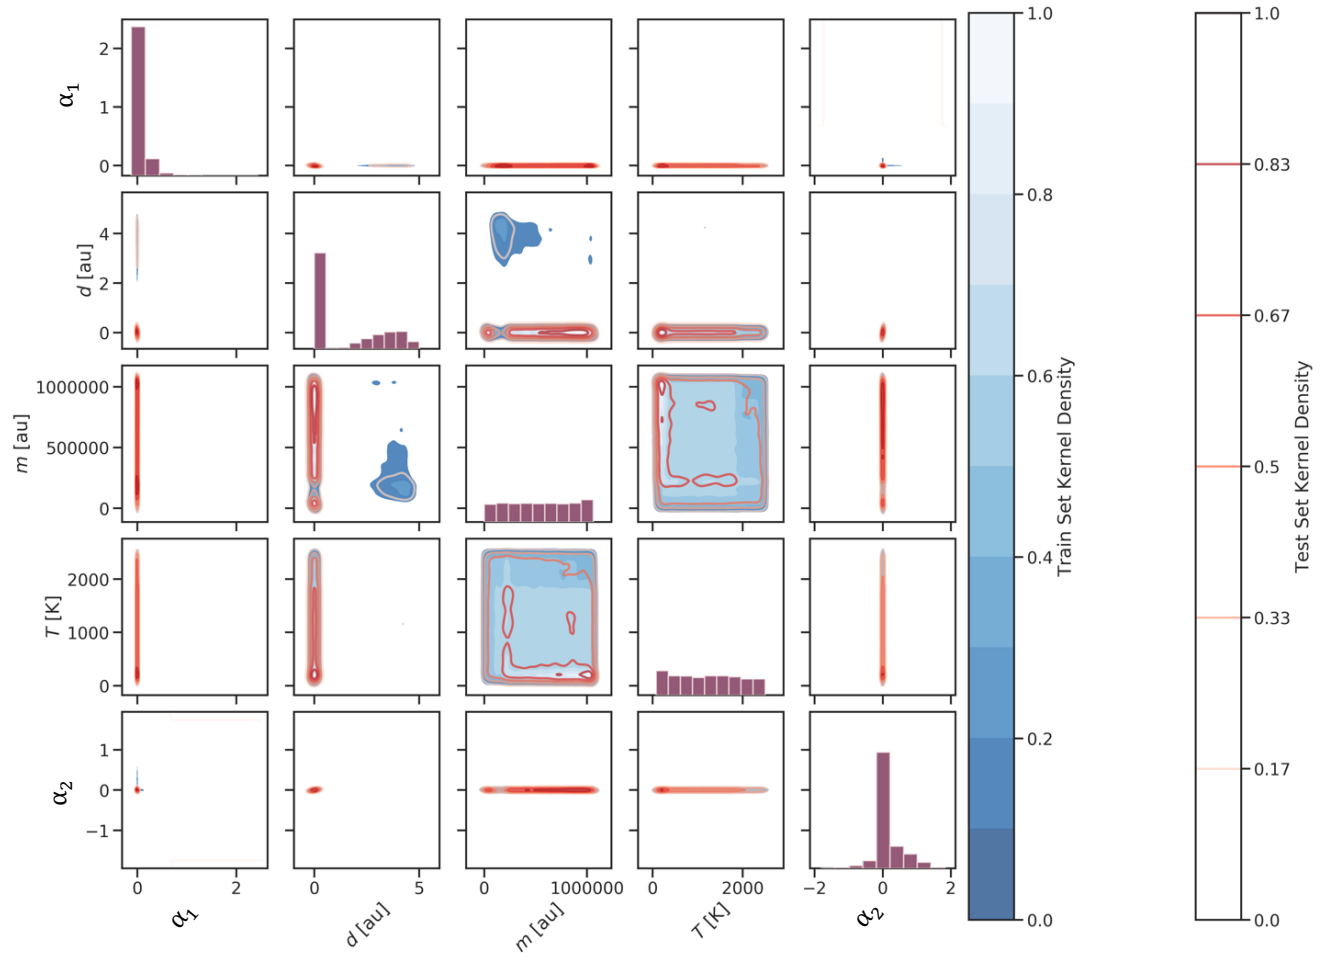 α1
2
1
0
d [au]
4
2
0
m [au]
1000000
500000
0
T [K]
2000
1000
0
α2
1
0
−1
0 2
0 5
0 1000000
0 2000
−2 0 2
α1
d [au]
m [au]
T [K]
α2
1.0
0.8
0.6
0.4
0.2
0.0
Train Set Kernel Density
1.0
0.83
0.67
0.5
0.33
0.17
0.0
Test Set Kernel Density